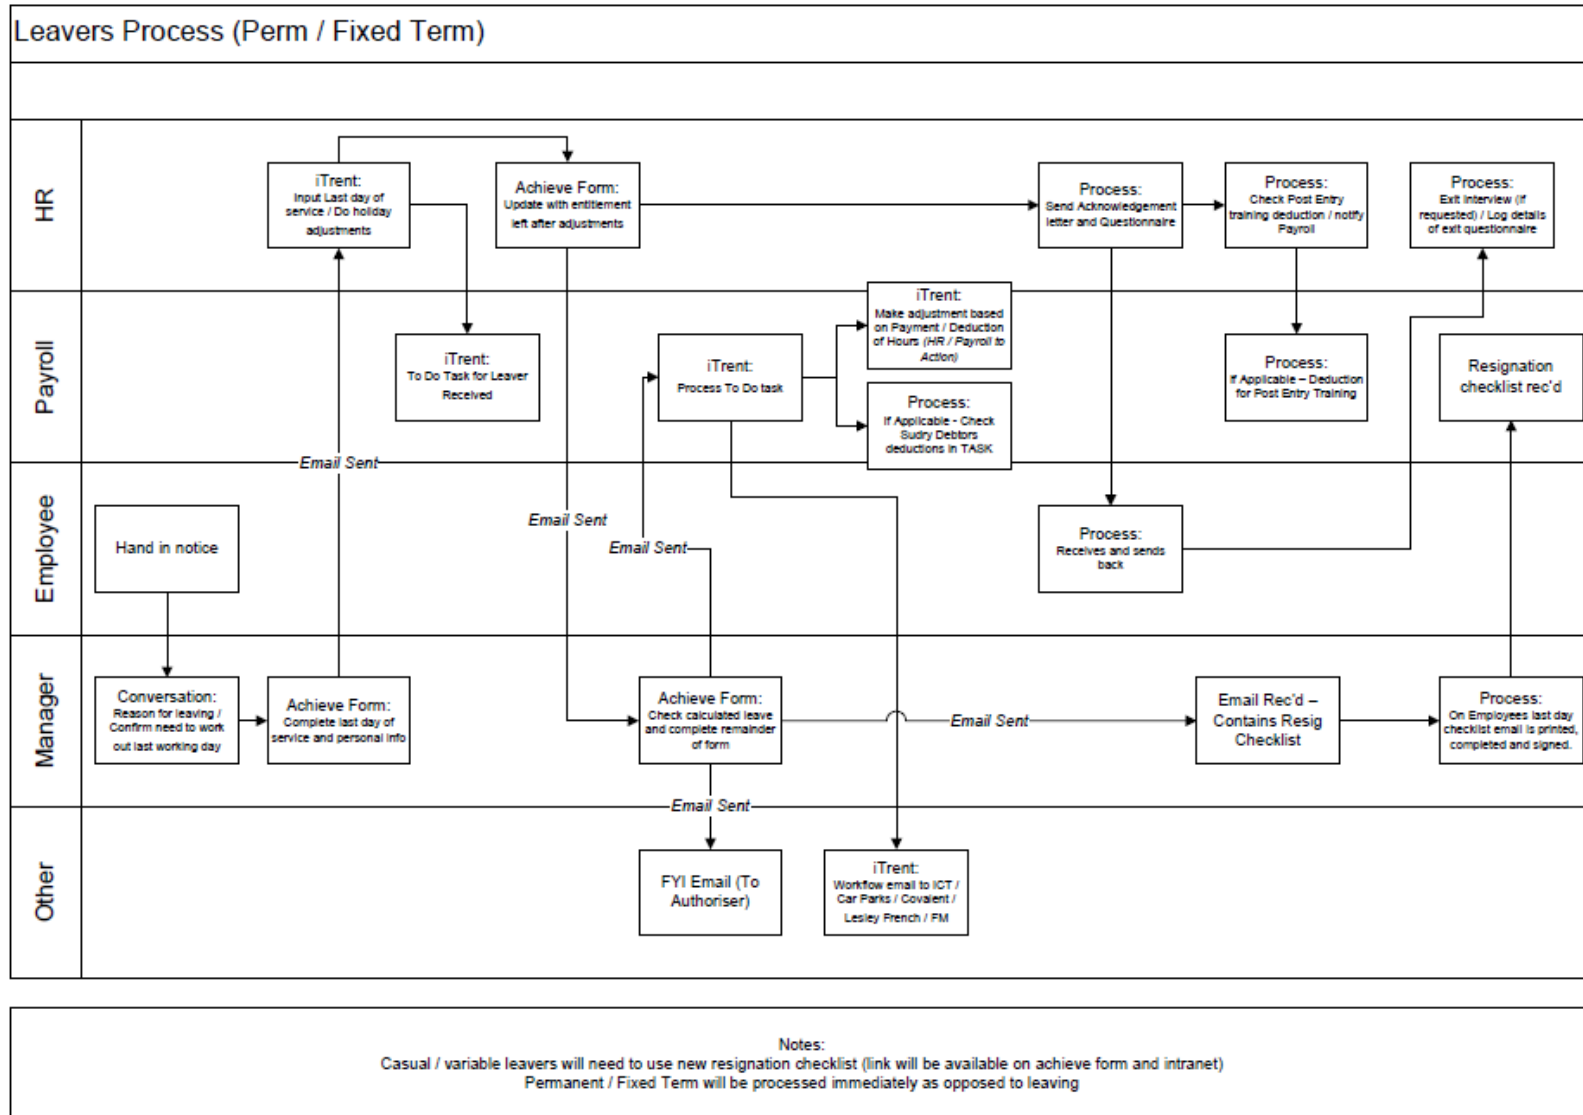 Leavers Process (Perm / Fixed Term)
HR
iTrent:
Input Last day of
service / Do holiday
adjustments
Achieve Form:
Update with entitlement
left after adjustments
Process:
Send Acknowledgement
letter and Questionnaire
Process:
Check Post Entry
training deduction / notify
Payroll
Process:
Exit Interview (if
requested) / Log details
of exit questionnaire
Payroll
iTrent:
To Do Task for Leaver
Received
iTrent:
Process To Do task
iTrent:
Make adjustment based
on Payment / Deduction
of Hours (HR / Payroll to
Action)
Process:
If Applicable - Check
Sudry Debtors
deductions in TASK
Process:
If Applicable – Deduction
for Post Entry Training
Resignation
checklist rec'd
Email Sent
Employee
Hand in notice
Email Sent
Email Sent
Process:
Receives and sends
back
Manager
Conversation:
Reason for leaving /
Confirm need to work
out last working day
Achieve Form:
Complete last day of
service and personal info
Achieve Form:
Check calculated leave
and complete remainder
of form
Email Sent
Email Rec'd –
Contains Resig
Checklist
Process:
On Employees last day
checklist email is printed,
completed and signed.
Email Sent
Other
FYI Email (To
Authoriser)
iTrent:
Workflow email to ICT /
Car Parks / Covalent /
Lesley French / FM
Notes:
Casual / variable leavers will need to use new resignation checklist (link will be available on achieve form and intranet)
Permanent / Fixed Term will be processed immediately as opposed to leaving